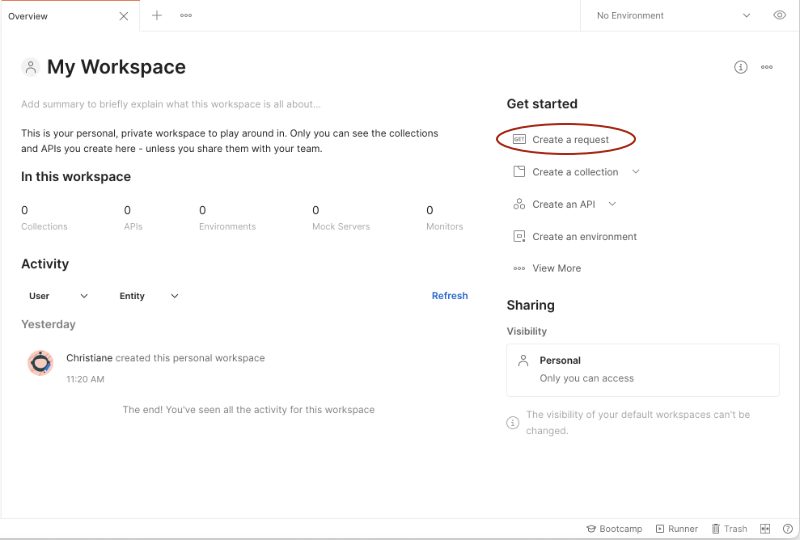 Overview
No Environment
My Workspace
Add summary to briefly explain what this workspace is all about...
This is your personal, private workspace to play around in. Only you can see the collections
and APIs you create here - unless you share them with your team.
In this workspace
0 0 0 0 0
Collections APIs Environments Mock Servers Monitors
Activity
User Entity Refresh
Yesterday
Christiane created this personal workspace
11:20 AM
The end! You've seen all the activity for this workspace
Get started
GET Create a request
Create a collection
Create an API
Create an environment
View More
Sharing
Visibility
Personal
Only you can access
The visibility of your default workspaces can't be
changed.
Bootcamp Runner Trash